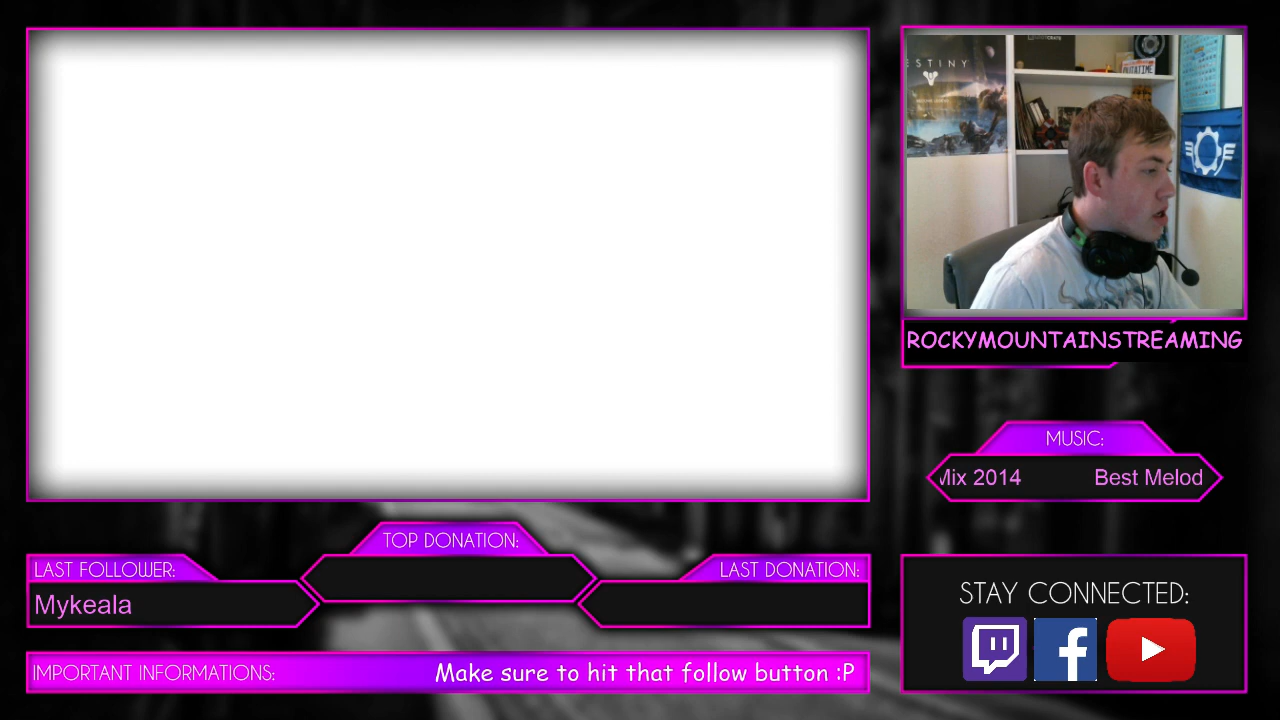 ESTINY
ROCKYMOUNTAINSTREAMING
MUSIC:
Mix 2014 Best Melod
TOP DONATION:
LAST FOLLOWER:
LAST DONATION:
Mykeala
STAY CONNECTED:
IMPORTANT INFORMATIONS:
Make sure to hit that follow button :P